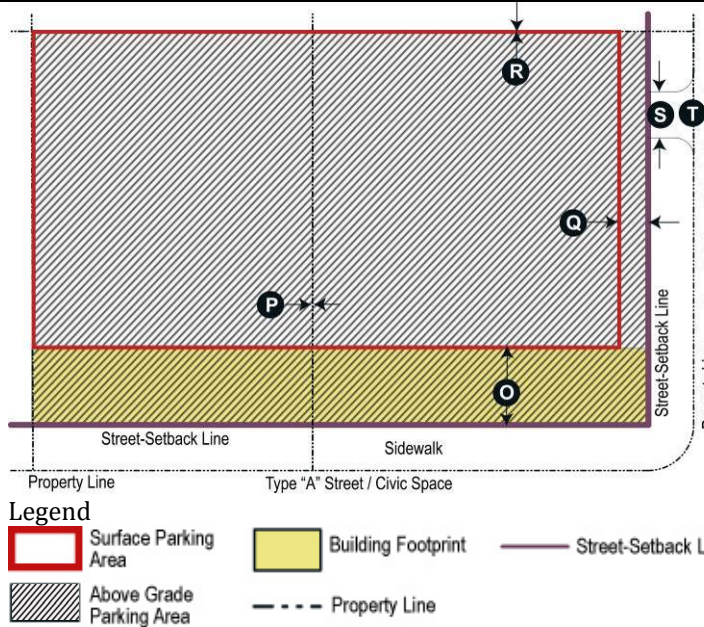 R
S T
Q
P
O
Street-Setback Line
Street-Setback Line
Sidewalk
Property Line
Type "A" Street / Civic Space
Legend
Surface Parking
Area
Building Footprint
Street-Setback L
Above Grade
Parking Area
Property Line